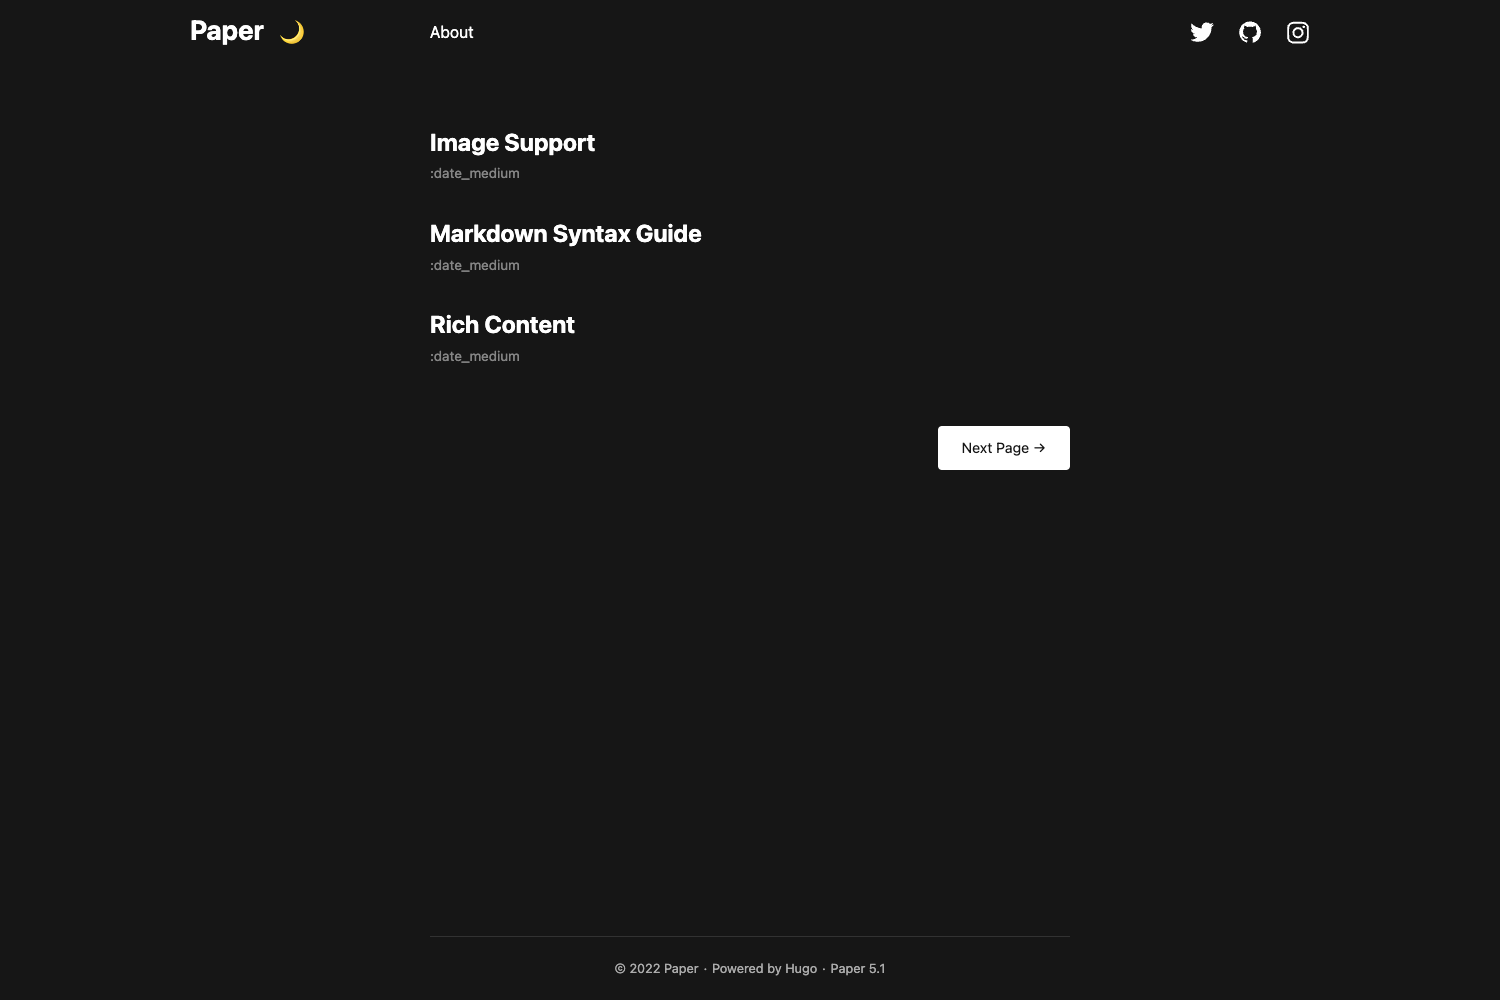 Paper 🌙
About
Image Support
:date_medium
Markdown Syntax Guide
:date_medium
Rich Content
:date_medium
Next Page →
© 2022 Paper · Powered by Hugo · Paper 5.1